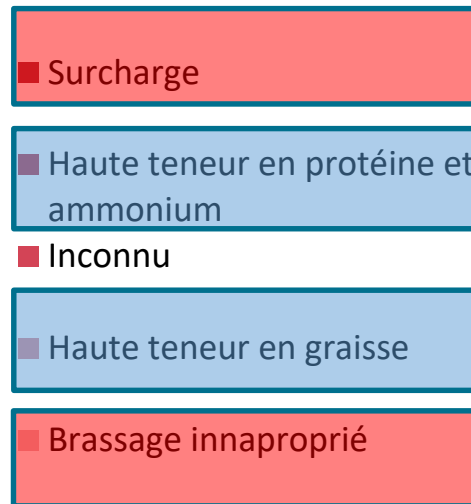 Surcharge
Haute teneur en protéine et
ammonium
Inconnu
Haute teneur en graisse
Brassage innaproprié